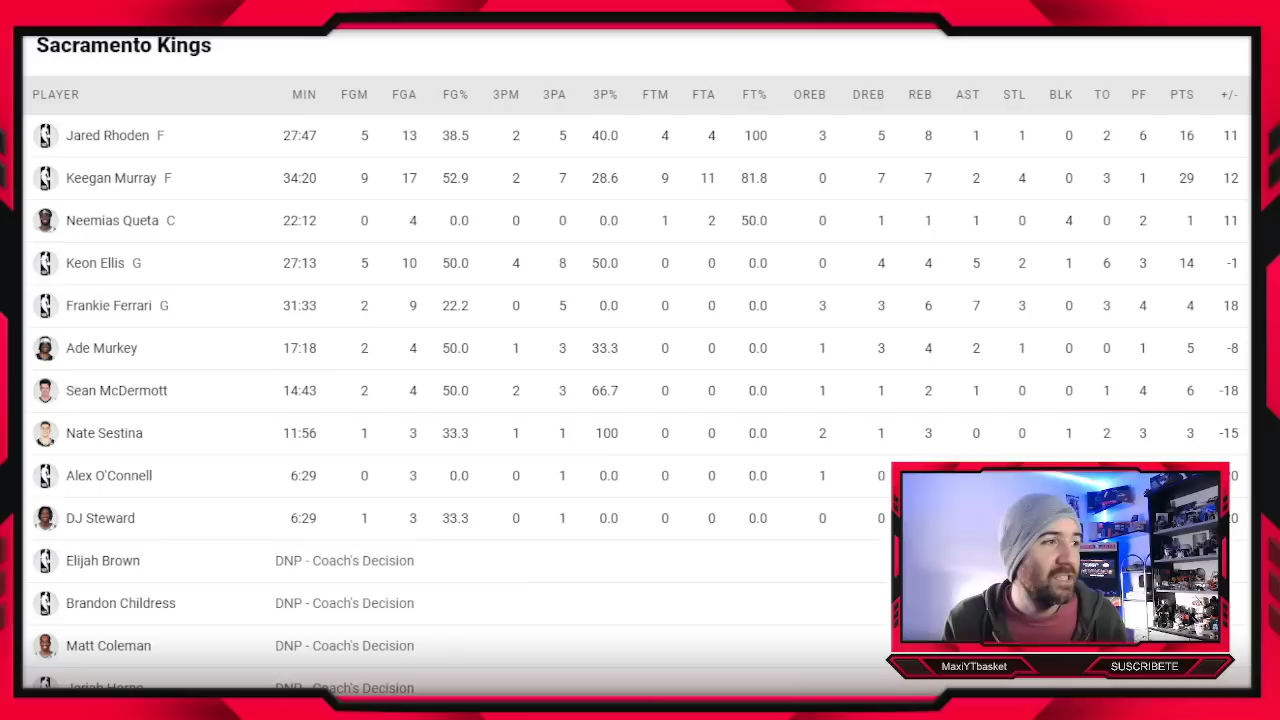 Sacramento Kings
PLAYER MIN FGM FGA FG% 3PM 3PA 3P% FTM FTA FT% OREB DREB REB AST STL BLK TO PF PTS +/-
Jared Rhoden F 27:47 5 13 38.5 2 5 40.0 4 4 100 3 5 8 1 1 0 2 6 16 11
Keegan Murray F 34:20 9 17 52.9 2 7 28.6 9 11 81.8 0 7 7 2 4 0 3 1 29 12
Neemias Queta C 22:12 0 4 0.0 0 0 0.0 1 2 50.0 0 1 1 1 0 4 0 2 1 11
Keon Ellis G 27:13 5 10 50.0 4 8 50.0 0 0 0.0 0 4 4 5 2 1 6 3 14 -1
Frankie Ferrari G 31:33 2 9 22.2 0 5 0.0 0 0 0.0 3 3 6 7 3 0 3 4 4 18
Ade Murkey 17:18 2 4 50.0 1 3 33.3 0 0 0.0 1 3 4 2 1 0 0 1 5 -8
Sean McDermott 14:43 2 4 50.0 2 3 66.7 0 0 0.0 1 1 2 1 0 0 1 4 6 -18
Nate Sestina 11:56 1 3 33.3 1 1 100 0 0 0.0 2 1 3 0 0 1 2 3 3 -15
Alex O'Connell 6:29 0 3 0.0 0 1 0.0 0 0 0.0 1 0
DJ Steward 6:29 1 3 33.3 0 1 0.0 0 0 0.0 0 0
Elijah Brown DNP - Coach's Decision
Brandon Childress DNP - Coach's Decision
Matt Coleman DNP - Coach's Decision
DNP - Coach's Decision
MaxiYTbasket SUSCRIBETE